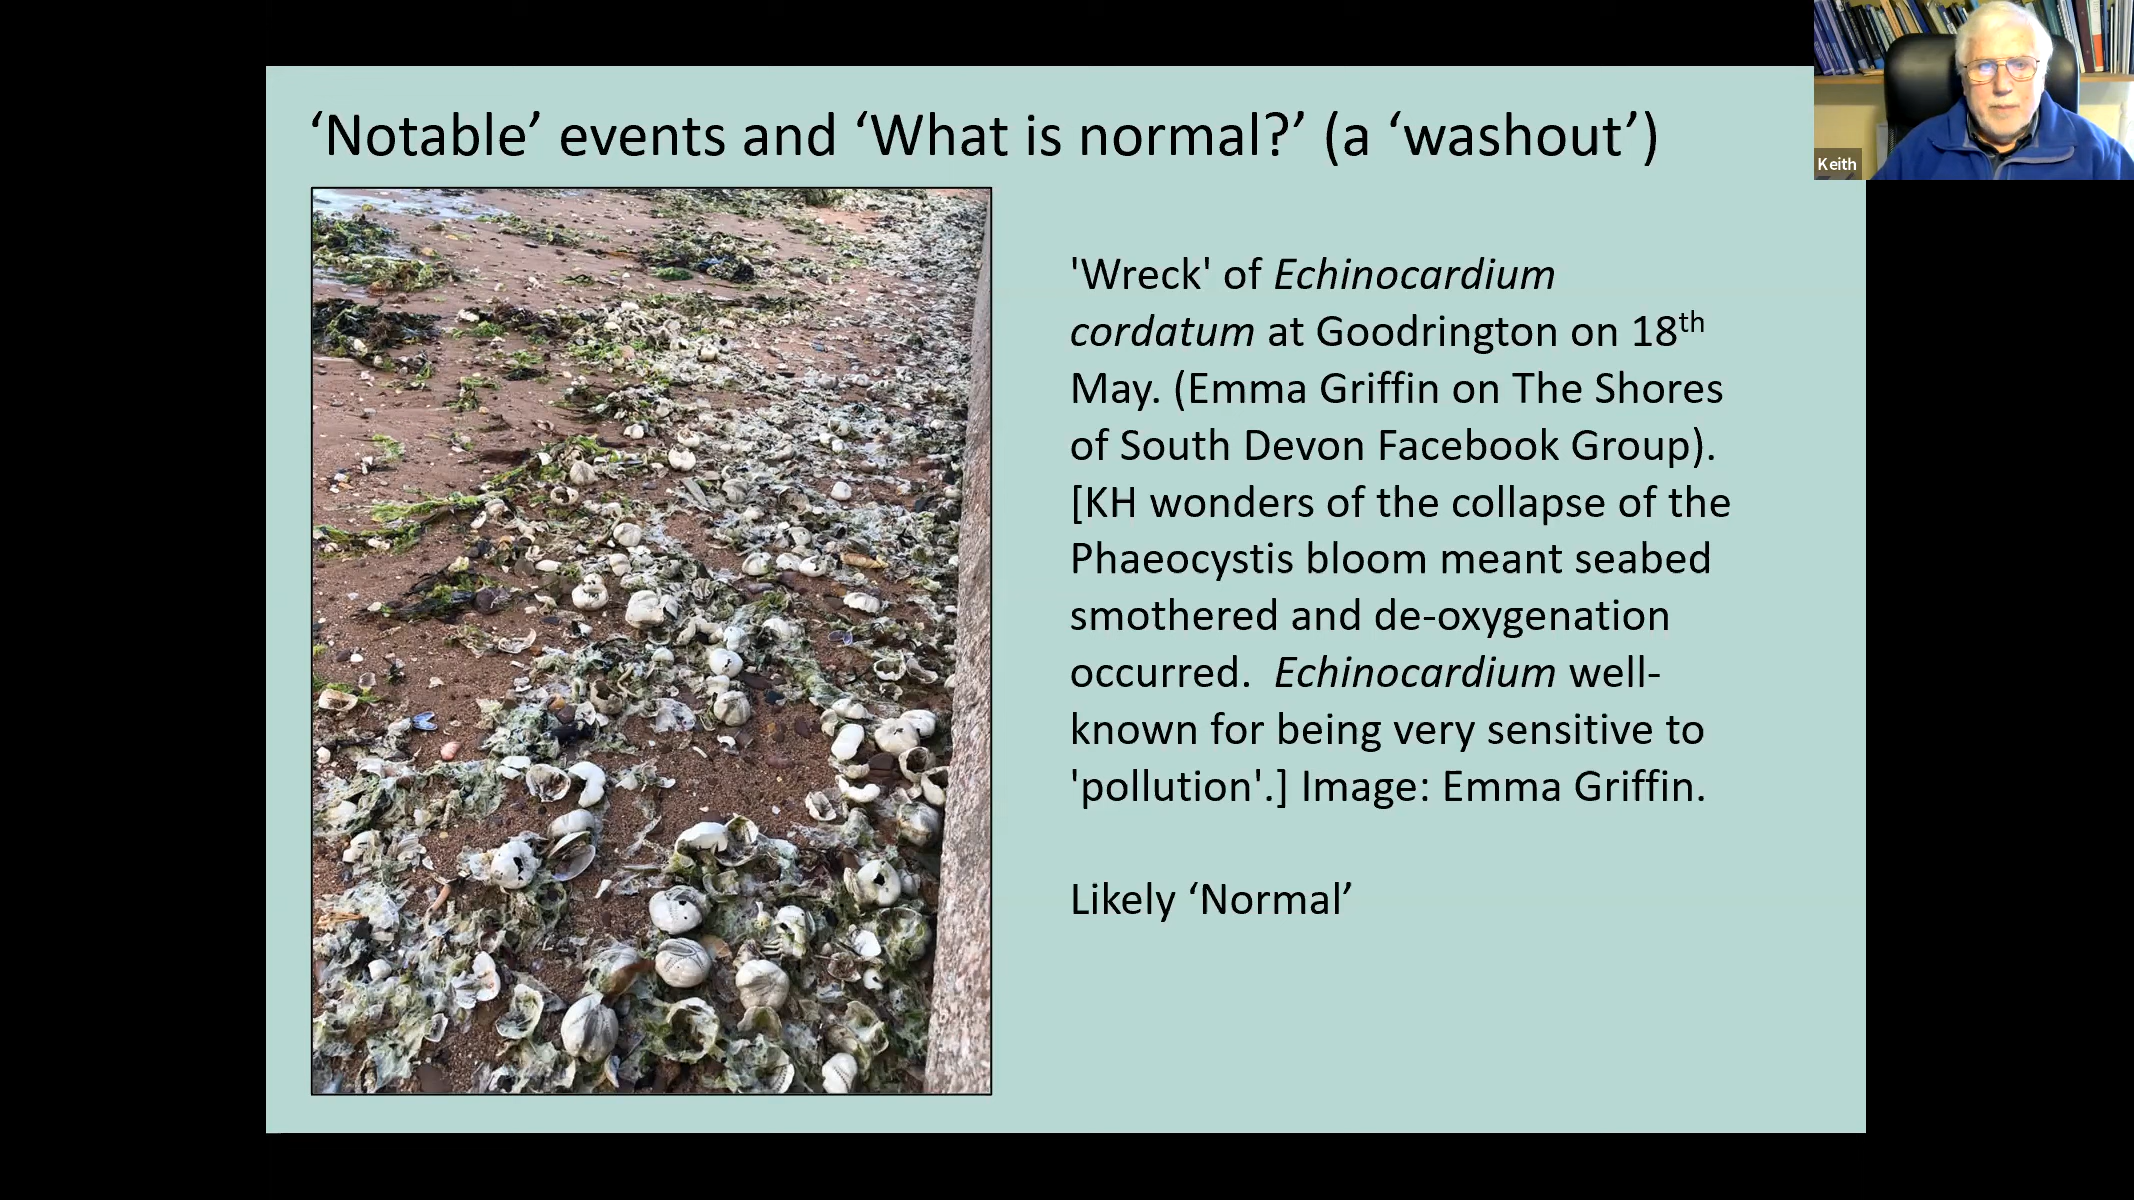 ‘Notable’ events and ‘What is normal?’ (a ‘washout’)
Keith
'Wreck' of Echinocardium
cordatum at Goodrington on 18th
May. (Emma Griffin on The Shores
of South Devon Facebook Group).
[KH wonders of the collapse of the
Phaeocystis bloom meant seabed
smothered and de-oxygenation
occurred.  Echinocardium well-
known for being very sensitive to
'pollution'.] Image: Emma Griffin.
Likely ‘Normal’